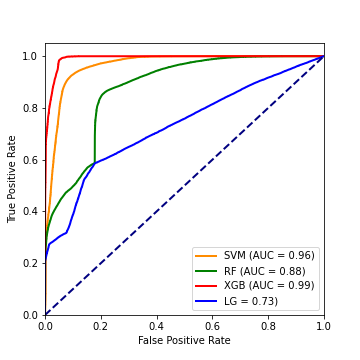 1.0
0.8
0.6
0.4
0.2
0.0
True Positive Rate
0.0 0.2 0.4 0.6 0.8 1.0
False Positive Rate
SVM (AUC = 0.96)
RF (AUC = 0.88)
XGB (AUC = 0.99)
LG = 0.73)